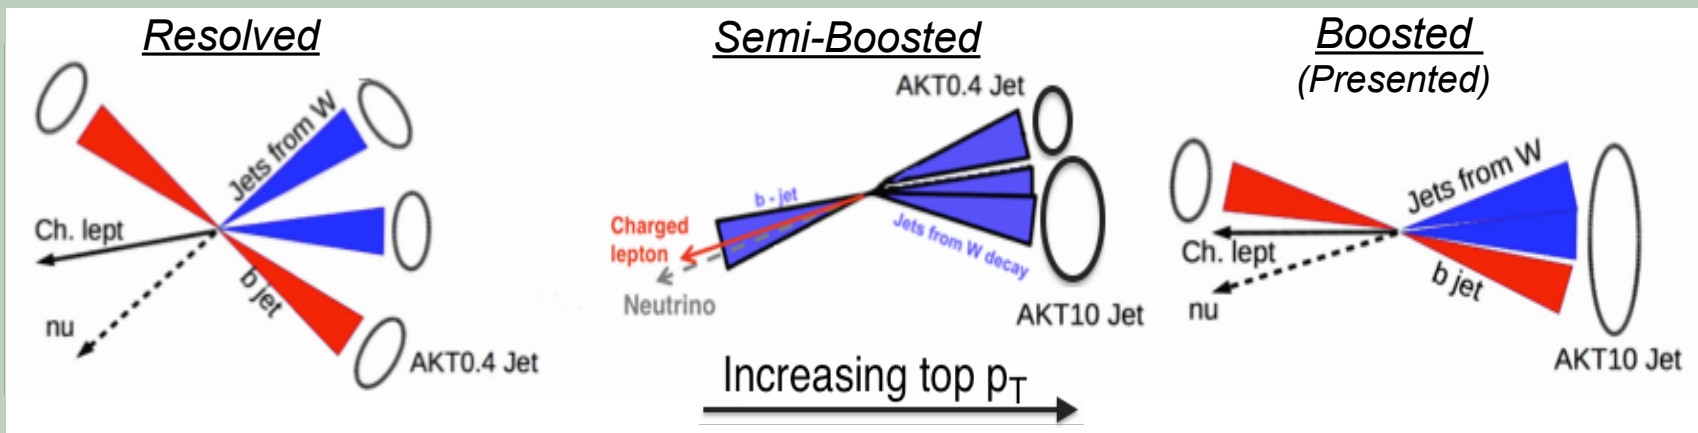 Resolved
Jets from W
Ch. lept
b jet
nu
AKT0.4 Jet
Semi-Boosted
AKT0.4 Jet
b - jet
Charged
lepton
Neutrino
Jets from W decay
AKT10 Jet
Increasing top pT
Boosted
(Presented)
Jets from W
Ch. lept
b jet
nu
AKT10 Jet